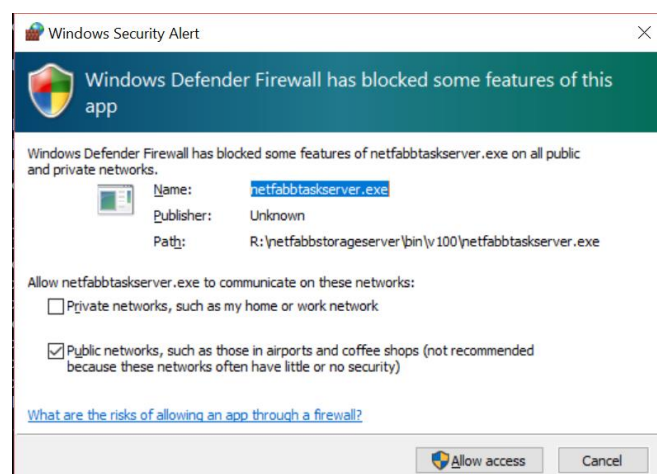 Windows Security Alert
Windows Defender Firewall has blocked some features of this
app
Windows Defender Firewall has blocked some features of netfabbtaskserver.exe on all public
and private networks.
Name: netfabbtaskserver.exe
Publisher: Unknown
Path: R:\netfabbstorageserver\bin\v100\netfabbtaskserver.exe
Allow netfabbtaskserver.exe to communicate on these networks:
Private networks, such as my home or work network
Public networks, such as those in airports and coffee shops (not recommended
because these networks often have little or no security)
What are the risks of allowing an app through a firewall?
Allow access Cancel